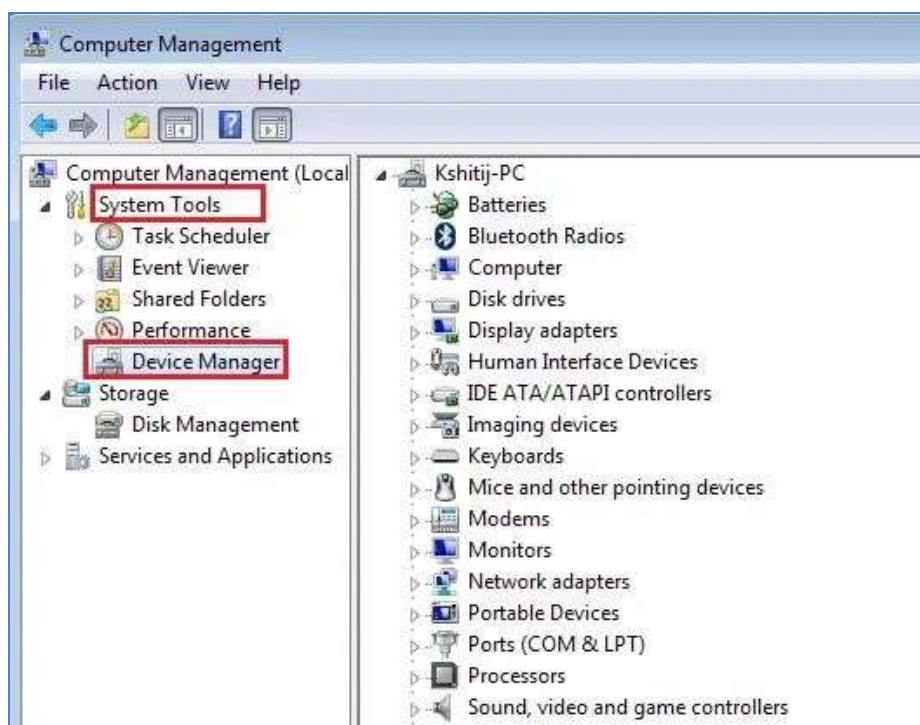 Computer Management
File Action View Help
Computer Management (Local
System Tools
Task Scheduler
Event Viewer
Shared Folders
Performance
Device Manager
Storage
Disk Management
Services and Applications
Kshitij-PC
Batteries
Bluetooth Radios
Computer
Disk drives
Display adapters
Human Interface Devices
IDE ATA/ATAPI controllers
Imaging devices
Keyboards
Mice and other pointing devices
Modems
Monitors
Network adapters
Portable Devices
Ports (COM & LPT)
Processors
Sound, video and game controllers